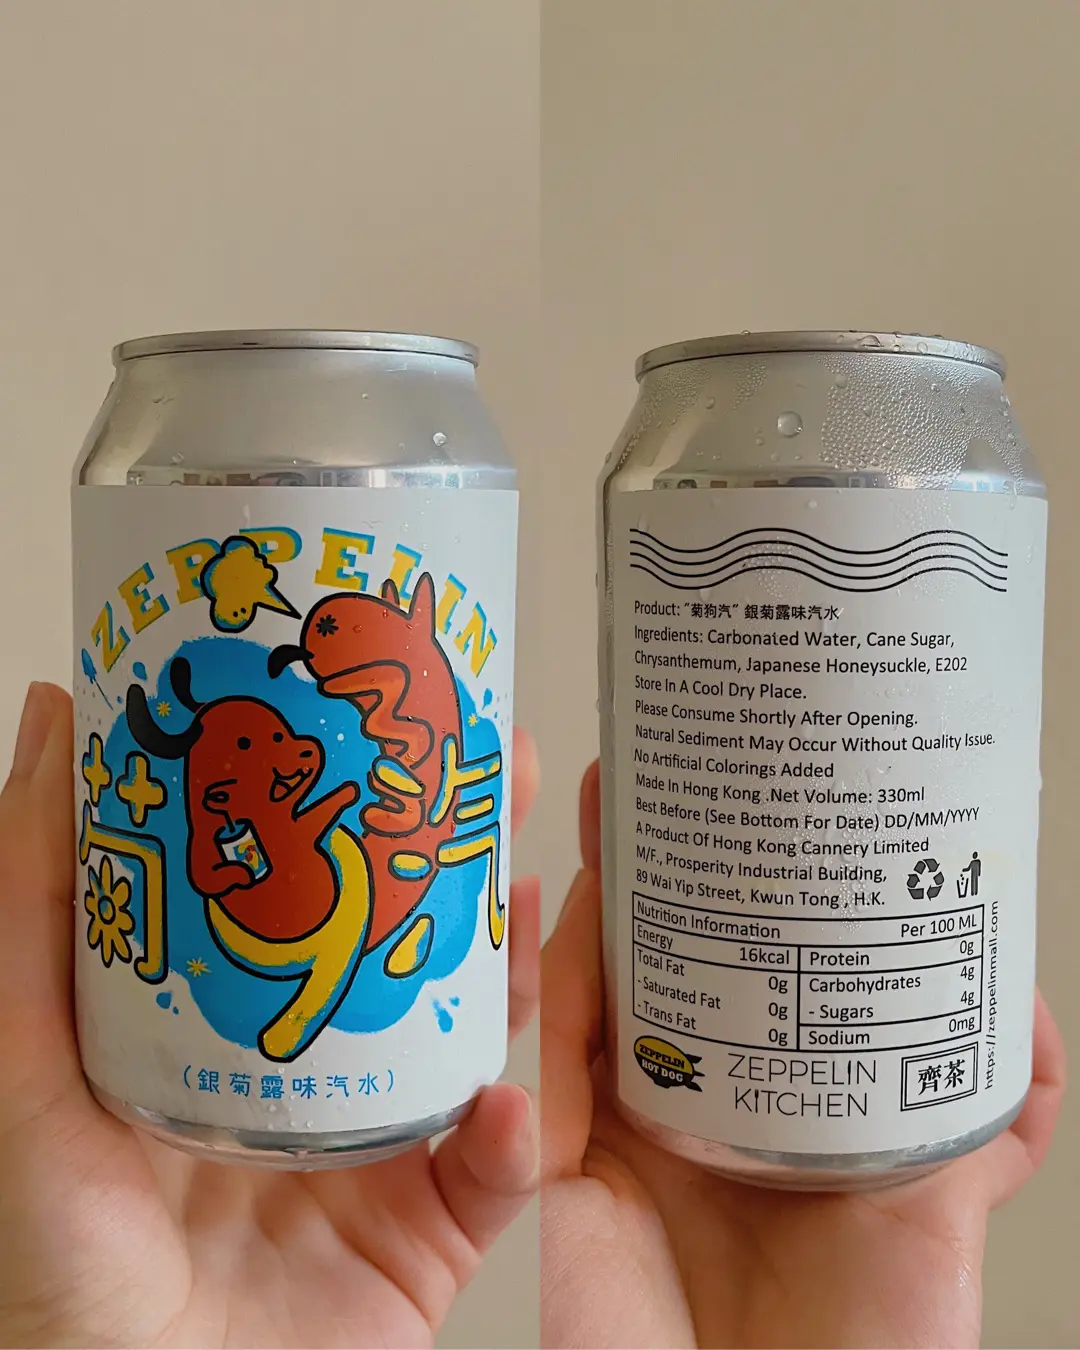 ZEPPELIN
菊狗汽
(銀菊露味汽水)
Product: "菊狗汽" 銀菊露味汽水
Ingredients: Carbonated Water, Cane Sugar,
Chrysanthemum, Japanese Honeysuckle, E202
Store In A Cool Dry Place.
Please Consume Shortly After Opening.
Natural Sediment May Occur Without Quality Issue.
No Artificial Colorings Added
Made In Hong Kong .Net Volume: 330ml
Best Before (See Bottom For Date) DD/MM/YYYY
A Product Of Hong Kong Cannery Limited
M/F., Prosperity Industrial Building,
89 Wai Yip Street, Kwun Tong , H.K.
Nutrition Information Per 100 ML
Energy 16kcal
Total Fat 0g
- Saturated Fat 0g
- Trans Fat 0g
Protein 0g
Carbohydrates 4g
- Sugars 4g
Sodium 0mg
https://zeppelinmall.com
ZEPPELIN
HOT DOG
ZEPPELIN
KITCHEN
齊茶